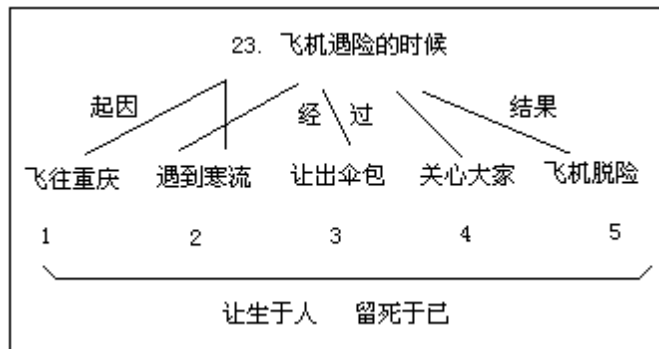 23. 飞机遇险的时候
起因 经 过 结果
飞往重庆 遇到寒流 让出伞包 关心大家 飞机脱险
1 2 3 4 5
让生于人 留死于已